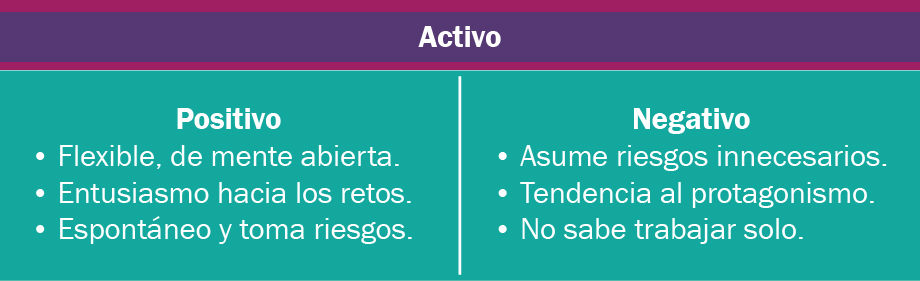 Activo
Positivo
• Flexible, de mente abierta.
• Entusiasmo hacia los retos.
• Espontáneo y toma riesgos.
Negativo
• Asume riesgos innecesarios.
• Tendencia al protagonismo.
• No sabe trabajar solo.